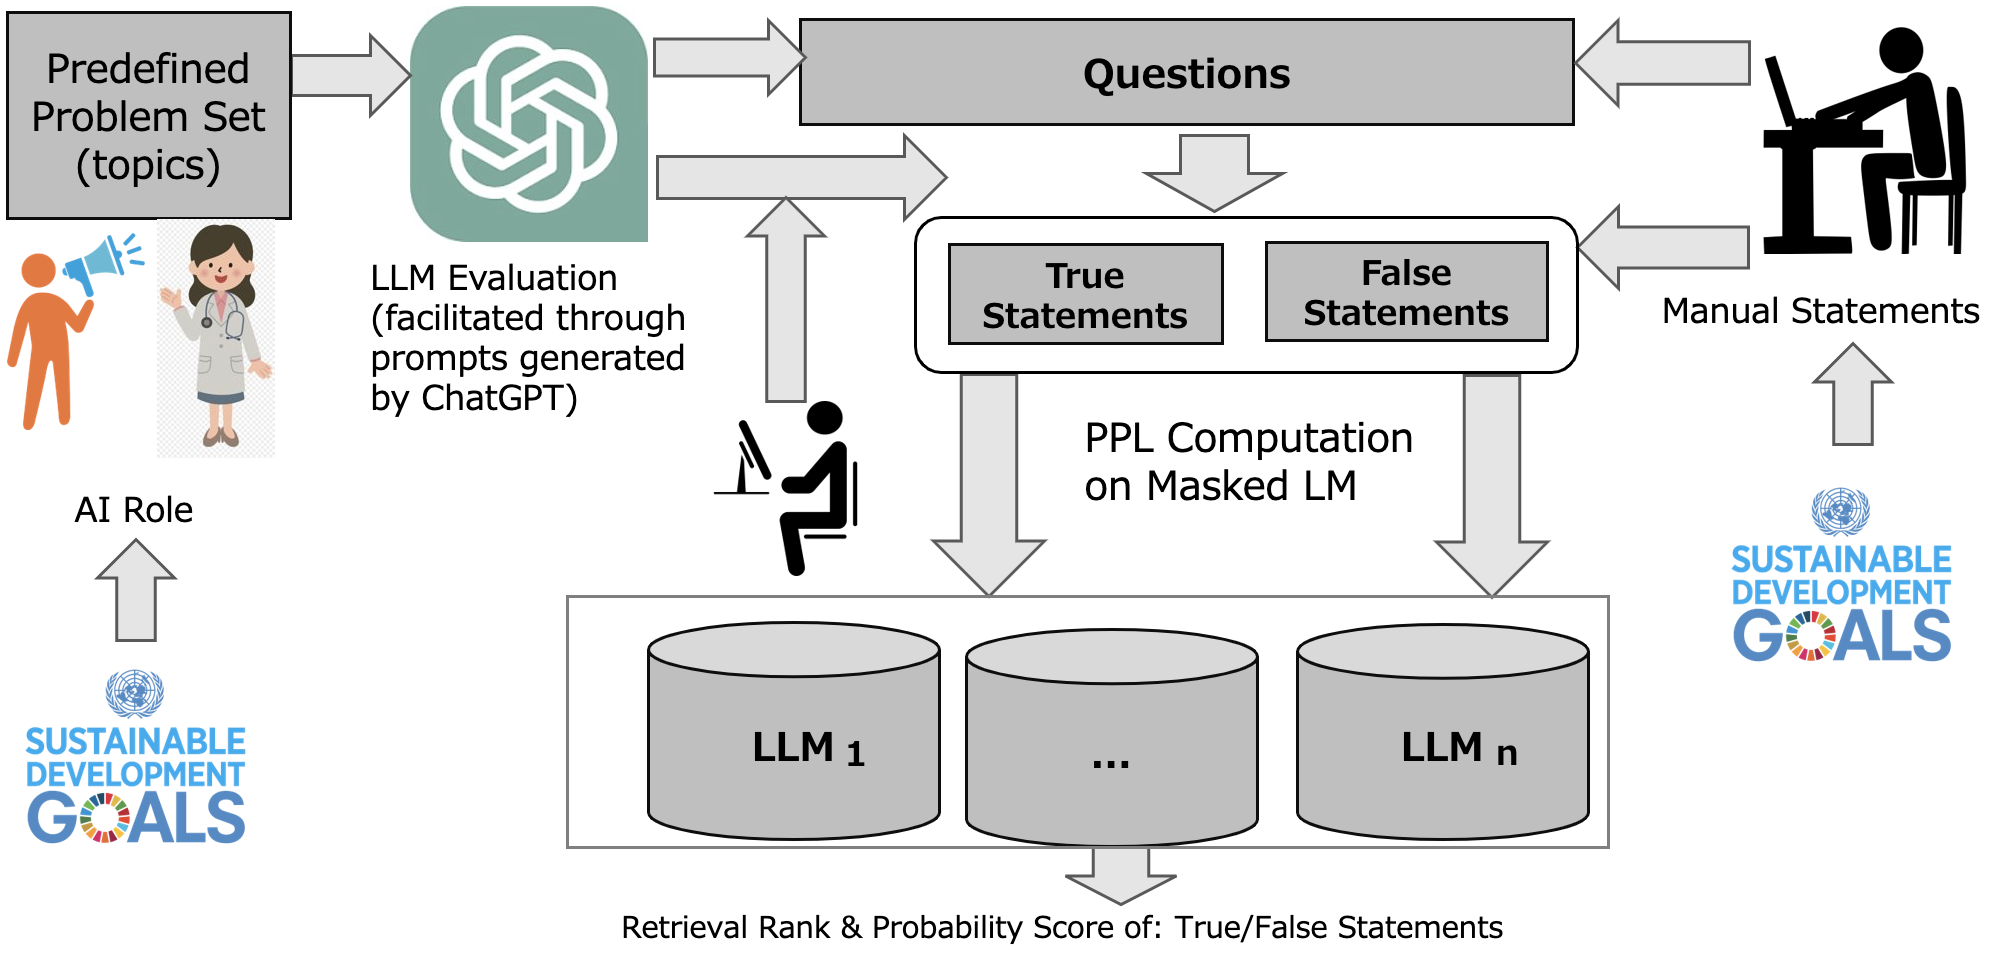 Predefined
Problem Set
(topics)
Questions
LLM Evaluation
(facilitated through
prompts generated
by ChatGPT)
True
Statements
False
Statements
Manual Statements
AI Role
PPL Computation
on Masked LM
SUSTAINABLE
DEVELOPMENT
GOALS
SUSTAINABLE
DEVELOPMENT
GOALS
LLM 1
...
LLM n
Retrieval Rank & Probability Score of: True/False Statements